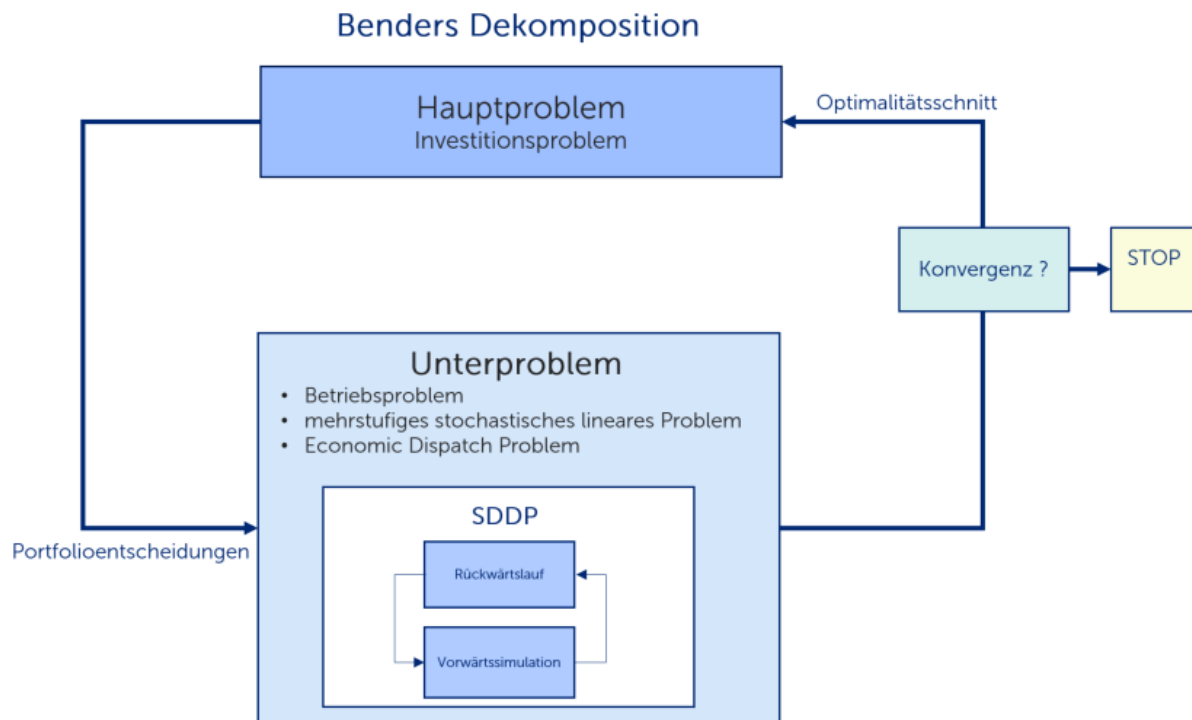 Benders Dekomposition
Hauptproblem
Investitionsproblem
Optimalitätsschnitt
Konvergenz ?
STOP
Unterproblem
• Betriebsproblem
• mehrstufiges stochastisches lineares Problem
• Economic Dispatch Problem
SDDP
Portfolioentscheidungen
Rückwärtslauf
Vorwärtssimulation